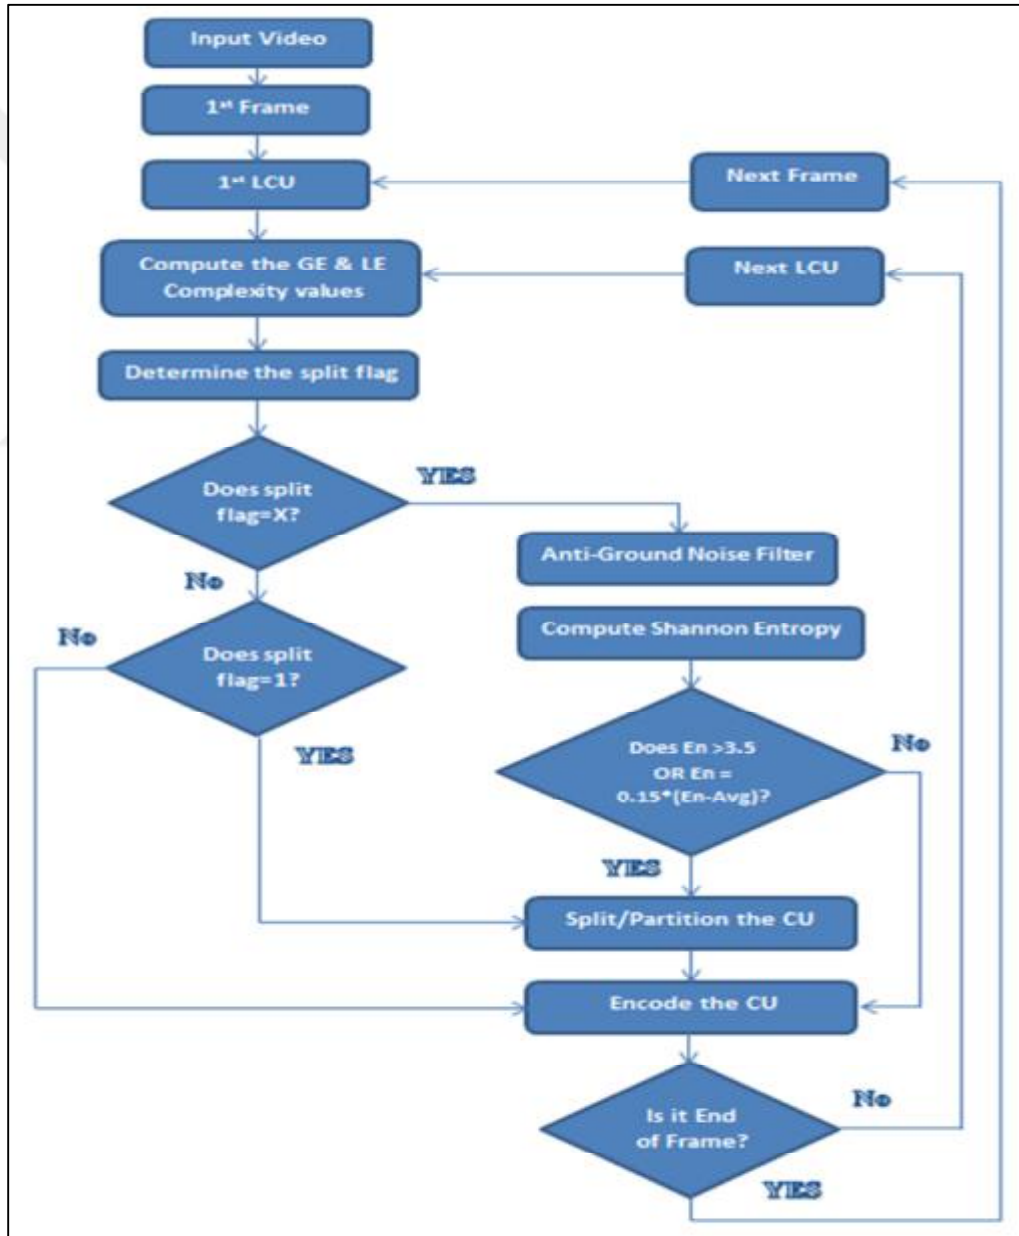 Input Video
1st Frame
1st LCU
Next Frame
Compute the GE & LE
Complexity values
Next LCU
Determine the split flag
Does split
flag=X?
YES
Anti-Ground Noise Filter
No
Compute Shannon Entropy
No
Does split
flag=1?
YES
Does En >3.5
OR En =
0.15*(En-Avg)?
No
YES
Split/Partition the CU
Encode the CU
Is it End
of Frame?
No
YES